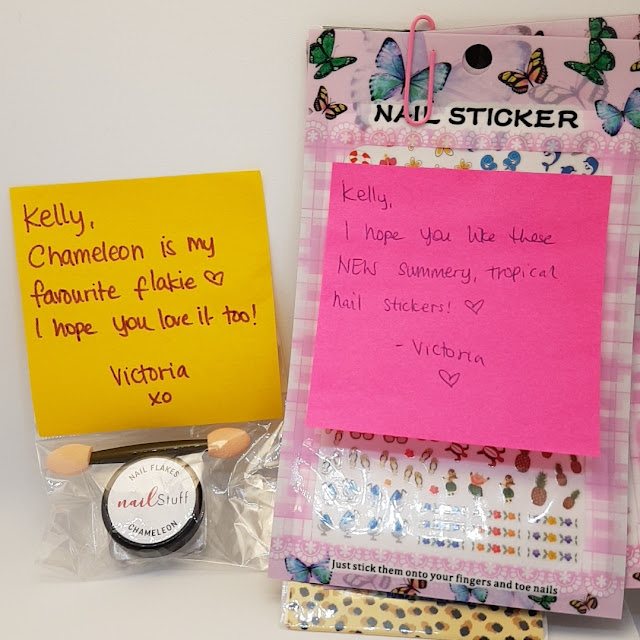 NAIL STICKER
Kelly,
Chameleon is my
favourite flakie ♡
I hope you love it too!
Victoria
xo
Kelly,
I hope you like these
NEW summery, tropical
nail stickers! ♡
- Victoria
♡
NAIL FLAKES
nailStuff
CHAMELEON
Just stick them onto your fingers and toe nails